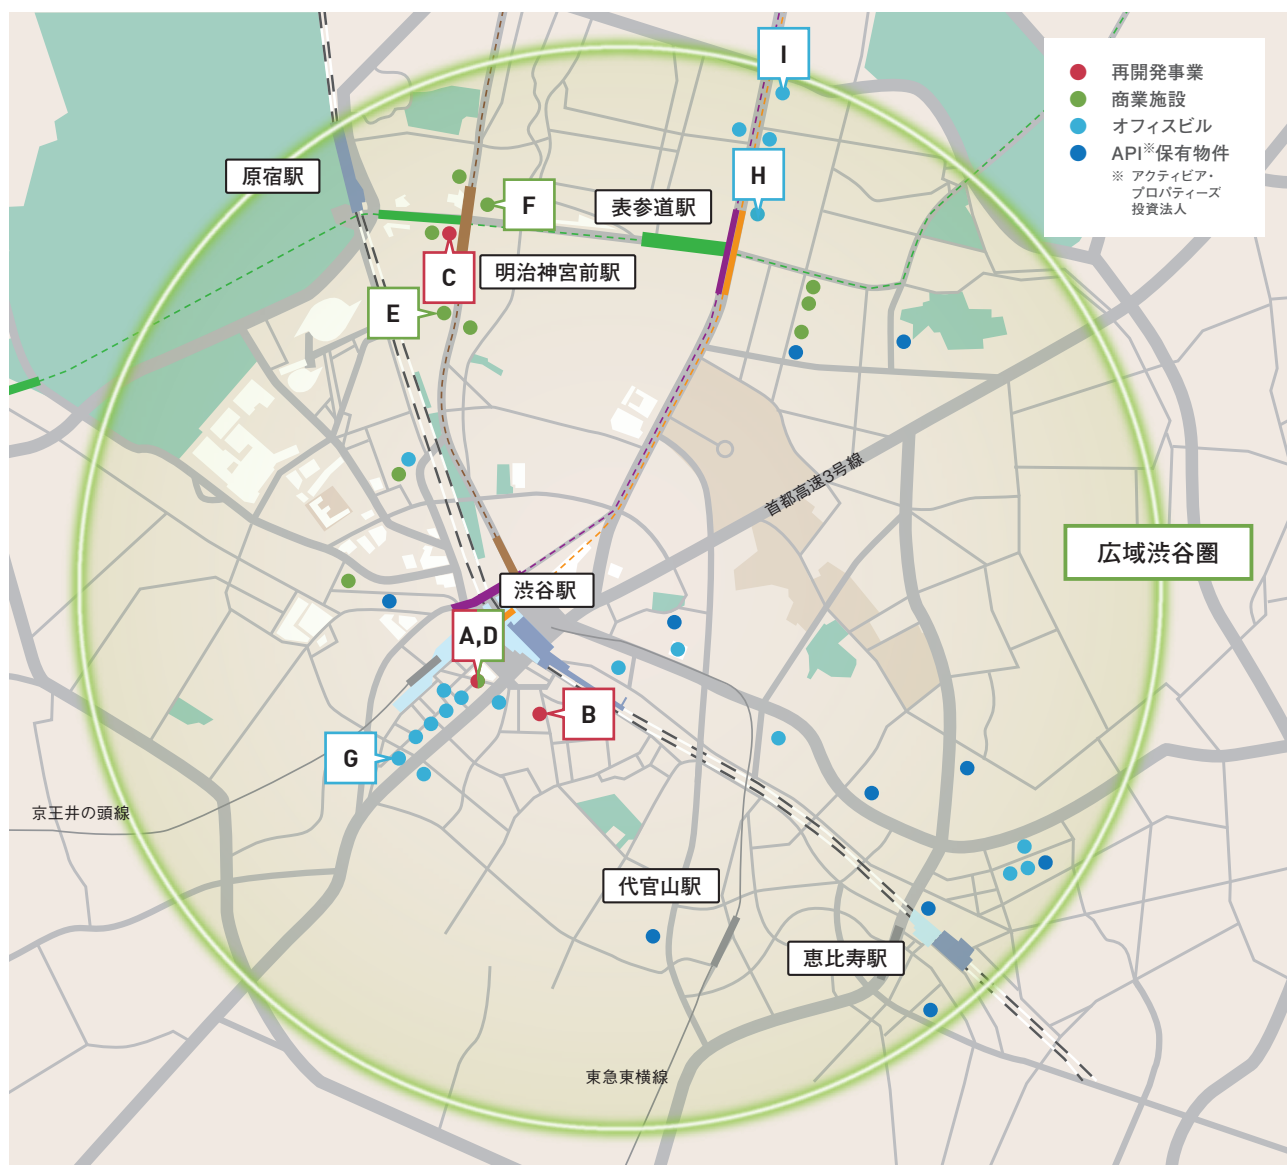 I
再開発事業
商業施設
オフィスビル
API※保有物件
※ アクティビア・
プロパティーズ
投資法人
原宿駅
H
F
表参道駅
C
明治神宮前駅
E
首都高速3号線
広域渋谷圏
渋谷駅
A,D
B
G
京王井の頭線
代官山駅
恵比寿駅
東急東横線